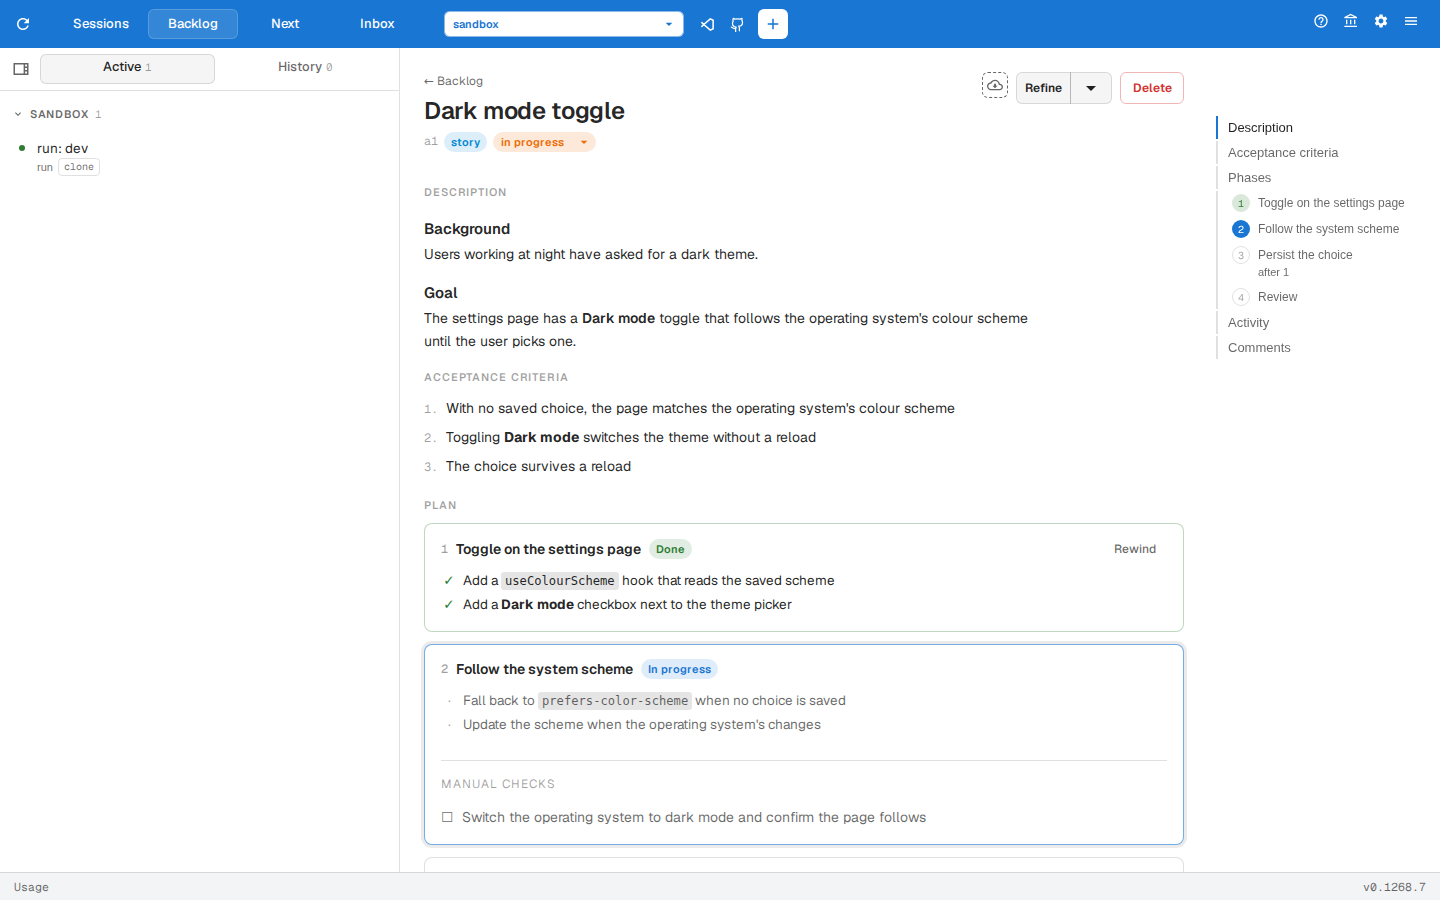 Sessions
Backlog
Next
Inbox
sandbox
Active 1
History 0
SANDBOX 1
run: dev
run clone
← Backlog
Dark mode toggle
a1 story in progress
Refine
Delete
DESCRIPTION
Background
Users working at night have asked for a dark theme.
Goal
The settings page has a Dark mode toggle that follows the operating system's colour scheme
until the user picks one.
ACCEPTANCE CRITERIA
1. With no saved choice, the page matches the operating system's colour scheme
2. Toggling Dark mode switches the theme without a reload
3. The choice survives a reload
PLAN
1 Toggle on the settings page Done
Rewind
✓ Add a useColourScheme hook that reads the saved scheme
✓ Add a Dark mode checkbox next to the theme picker
2 Follow the system scheme In progress
· Fall back to prefers-color-scheme when no choice is saved
· Update the scheme when the operating system's changes
MANUAL CHECKS
☐ Switch the operating system to dark mode and confirm the page follows
Description
Acceptance criteria
Phases
1 Toggle on the settings page
2 Follow the system scheme
3 Persist the choice
after 1
4 Review
Activity
Comments
Usage
v0.1268.7